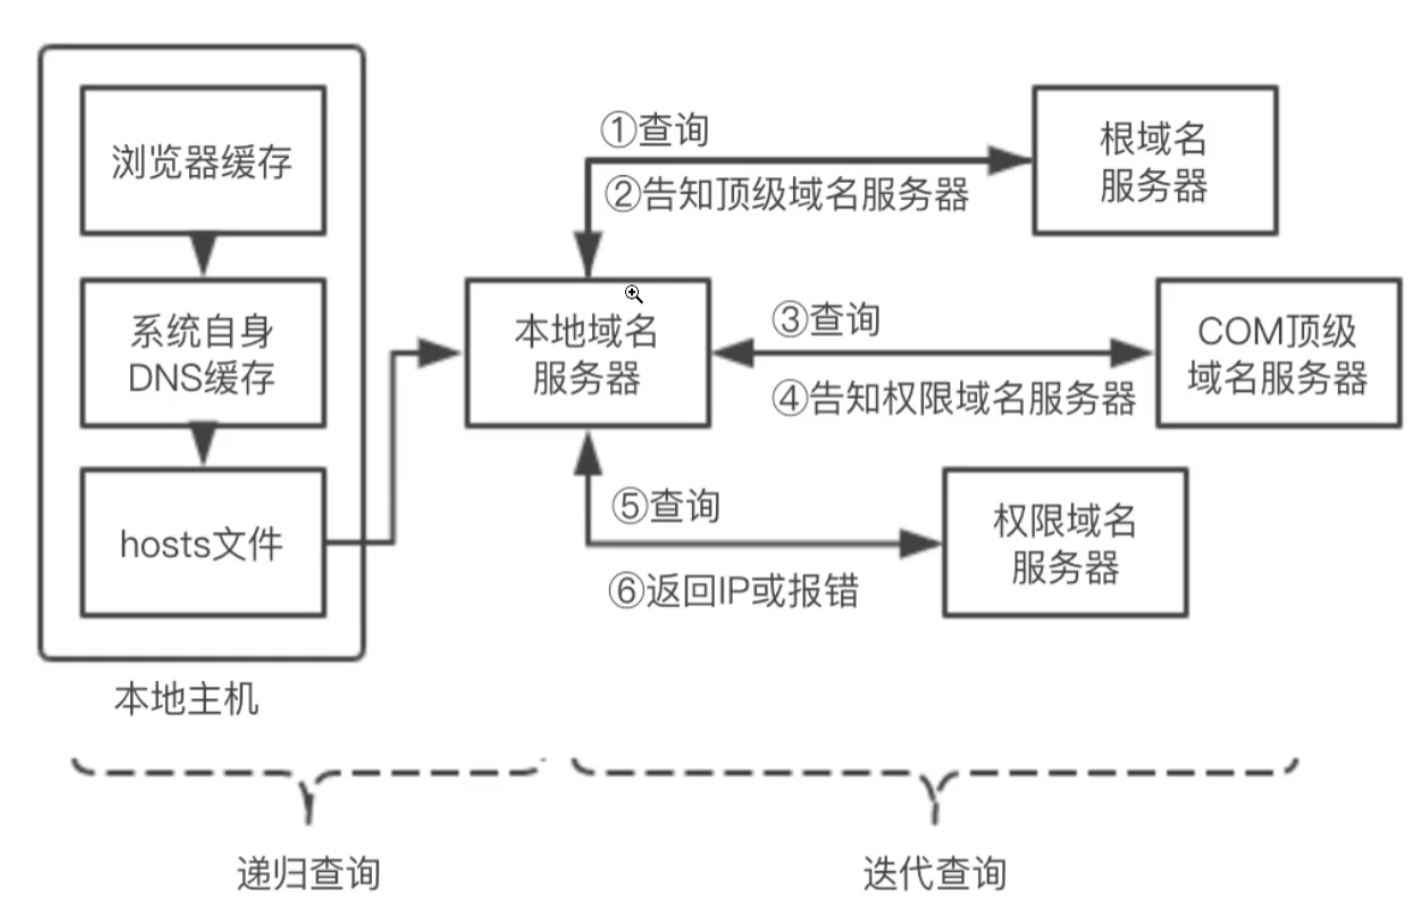 浏览器缓存
系统自身
DNS缓存
hosts文件
本地主机
本地域名
服务器
①查询
②告知顶级域名服务器
根域名
服务器
③查询
④告知权限域名服务器
COM顶级
域名服务器
⑤查询
⑥返回IP或报错
权限域名
服务器
递归查询
迭代查询